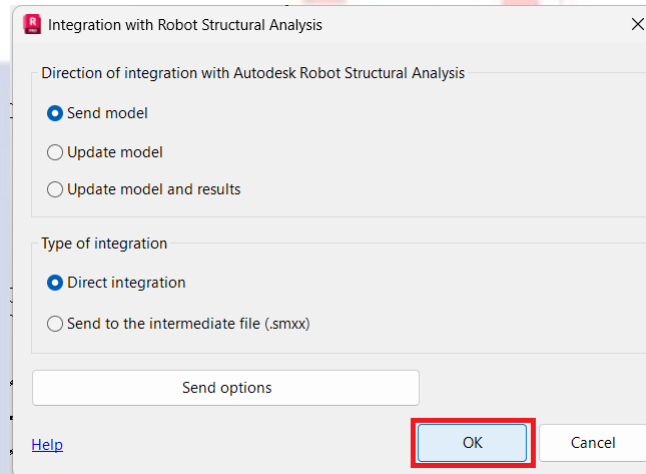 Integration with Robot Structural Analysis
Direction of integration with Autodesk Robot Structural Analysis
Send model
Update model
Update model and results
Type of integration
Direct integration
Send to the intermediate file (.smxx)
Send options
Help OK Cancel